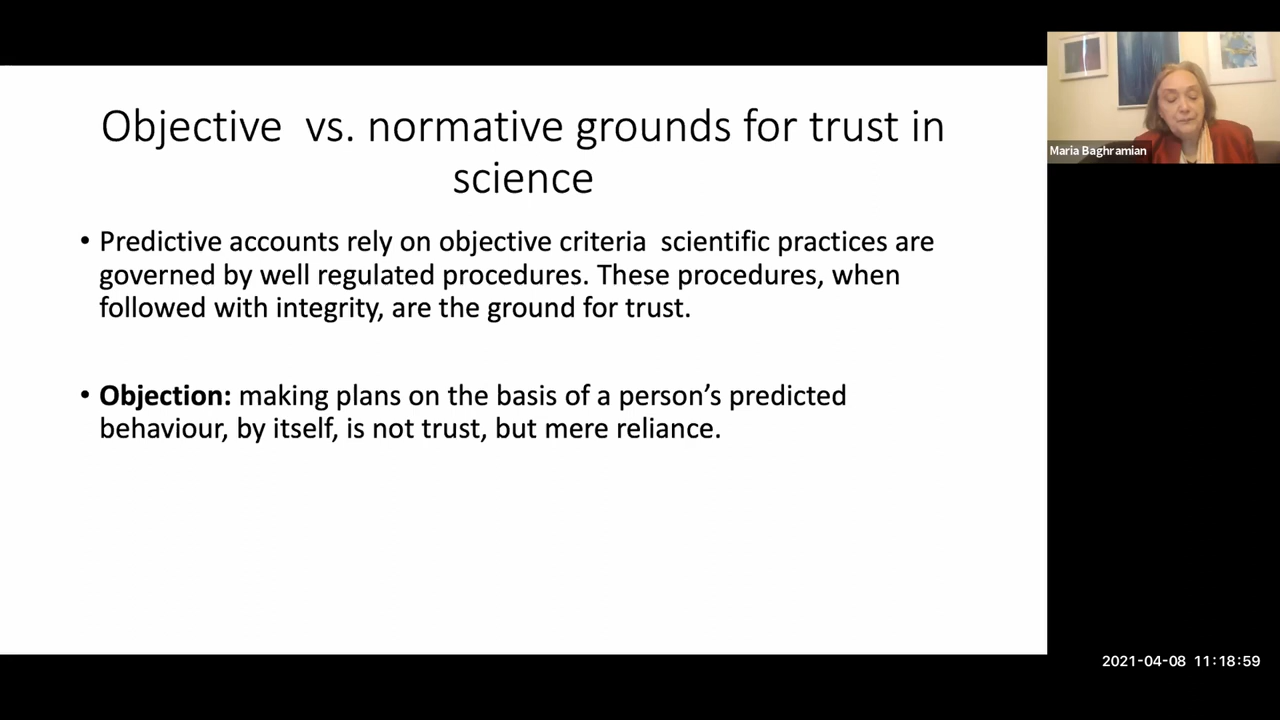 Objective  vs. normative grounds for trust in
science
• Predictive accounts rely on objective criteria  scientific practices are
governed by well regulated procedures. These procedures, when
followed with integrity, are the ground for trust.
• Objection: making plans on the basis of a person’s predicted
behaviour, by itself, is not trust, but mere reliance.
Maria Baghramian
2021-04-08  11:18:59